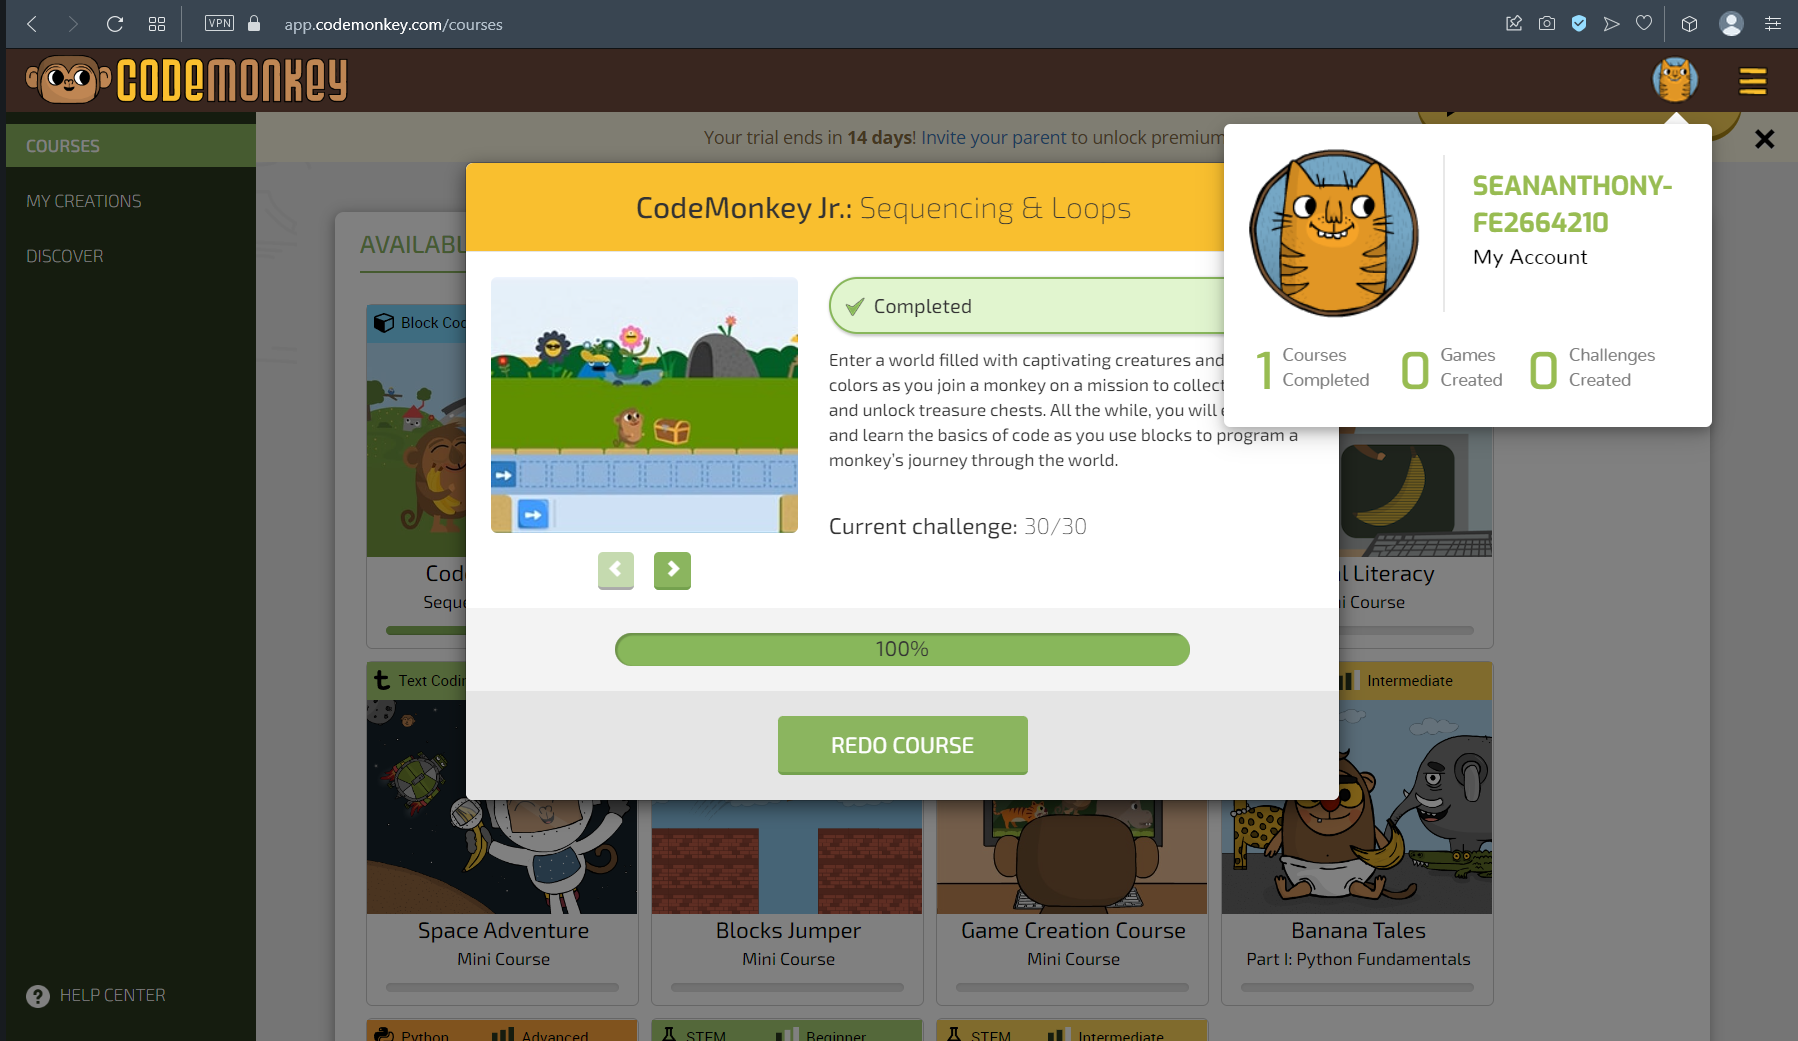 VPN
app.codemonkey.com/courses
CODEMONKEY
COURSES
MY CREATIONS
DISCOVER
HELP CENTER
Your trial ends in 14 days! Invite your parent to unlock premium
SEANANTHONY-
FE2664210
My Account
1 Courses Completed
0 Games Created
0 Challenges Created
CodeMonkey Jr.: Sequencing & Loops
Completed
Enter a world filled with captivating creatures and
colors as you join a monkey on a mission to collect
and unlock treasure chests. All the while, you will
and learn the basics of code as you use blocks to program a
monkey's journey through the world.
Current challenge: 30/30
100%
REDO COURSE
AVAILABL
Block Coc
Cod
Seque
l Literacy
i Course
Text Codin
Intermediate
Space Adventure
Mini Course
Blocks Jumper
Mini Course
Game Creation Course
Mini Course
Banana Tales
Part I: Python Fundamentals
Python
Advanced
STEM
Beginner
STEM
Intermediate